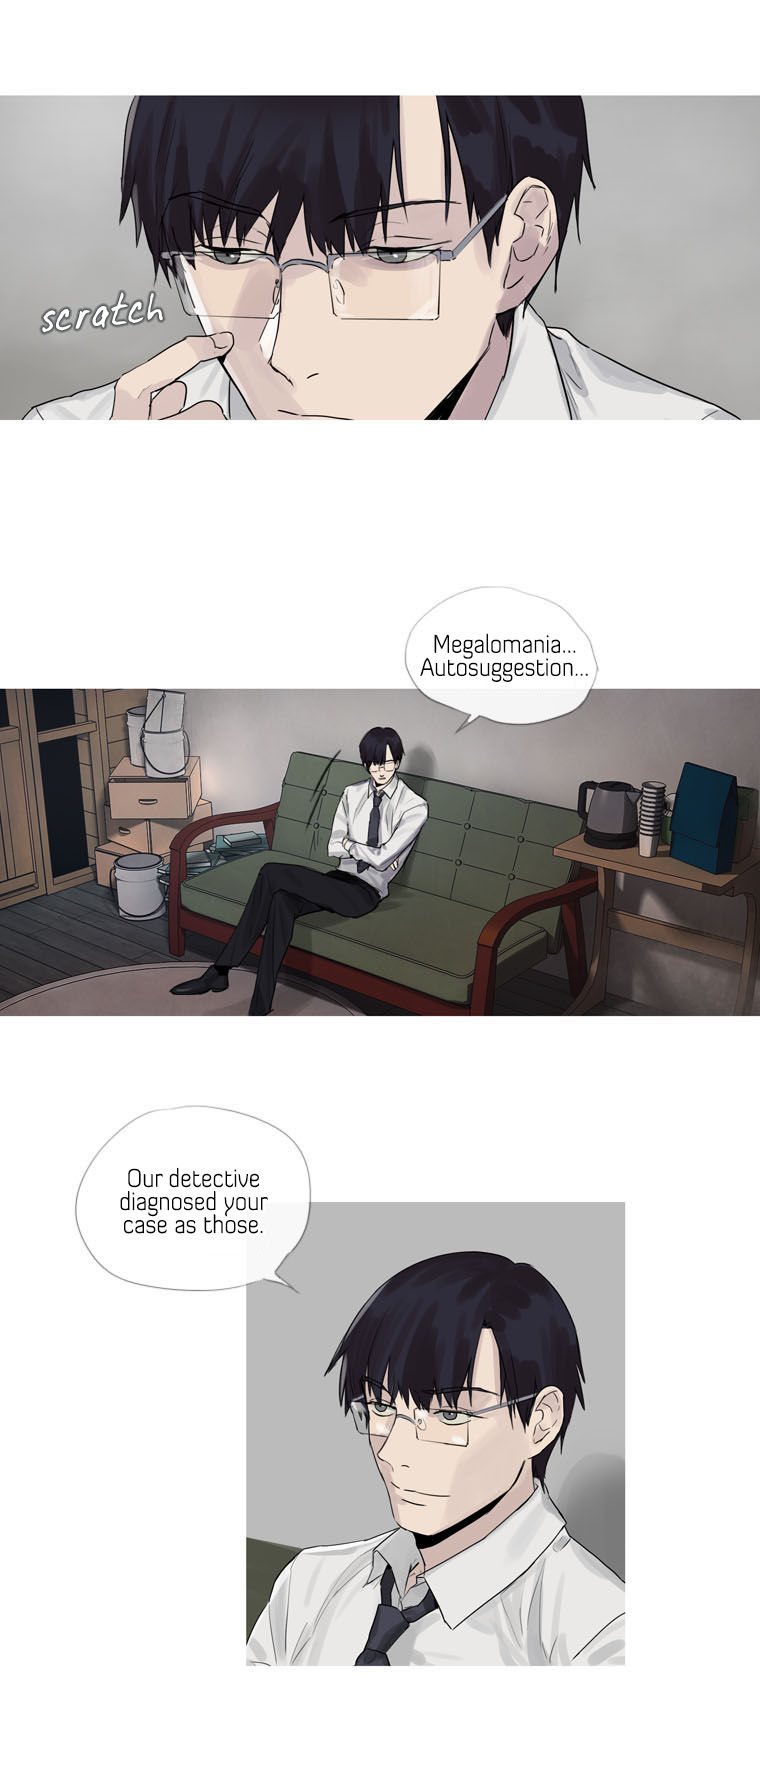 scratch
Megalomania...
Autosuggestion...
Our detective
diagnosed your
case as those.